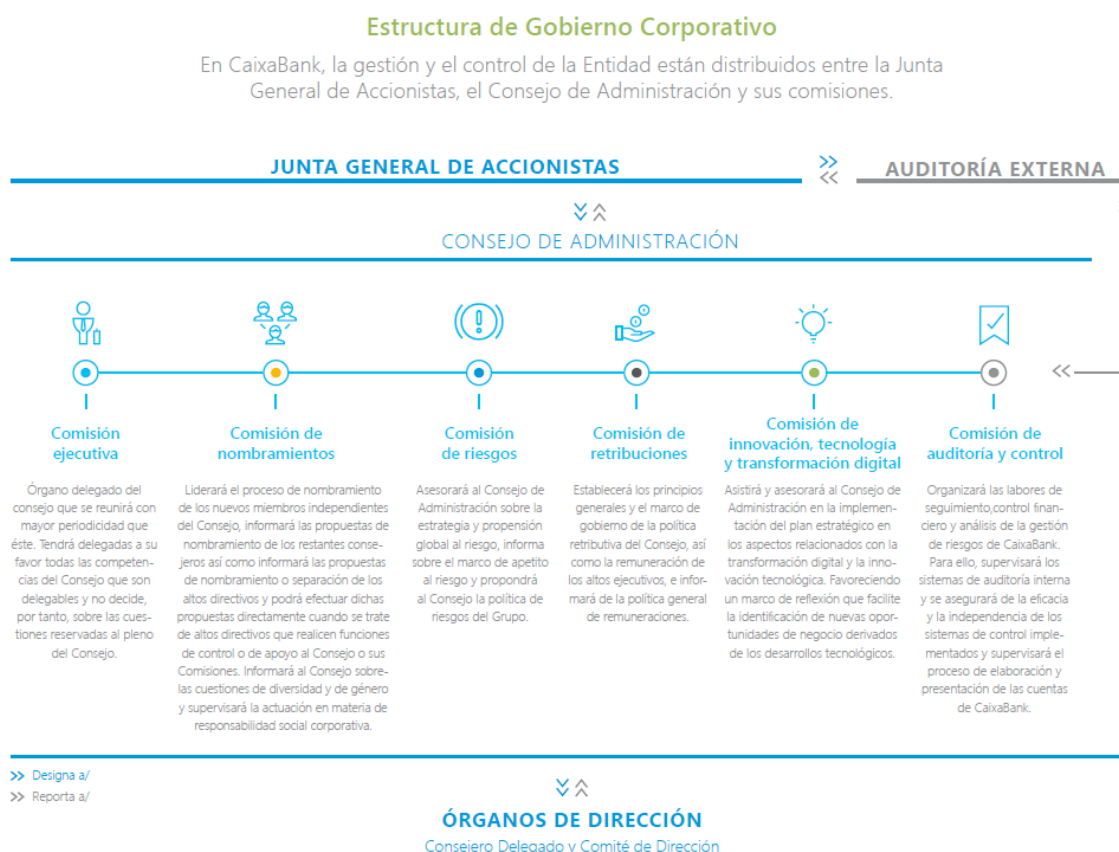 Estructura de Gobierno Corporativo
En CaixaBank, la gestión y el control de la Entidad están distribuidos entre la Junta
General de Accionistas, el Consejo de Administración y sus comisiones.
JUNTA GENERAL DE ACCIONISTAS
AUDITORÍA EXTERNA
CONSEJO DE ADMINISTRACIÓN
Comisión
ejecutiva
Órgano delegado del
consejo que se reunirá con
mayor periodicidad que
éste. Tendrá delegadas a su
favor todas las competen-
cias del Consejo que son
delegables y no decide,
por tanto, sobre las cues-
tiones reservadas al pleno
del Consejo.
Comisión de
nombramientos
Liderará el proceso de nombramiento
de los nuevos miembros independientes
del Consejo, informará las propuestas de
nombramiento de los restantes conse-
jeros así como informará las propuestas
de nombramiento o separación de los
altos directivos y podrá efectuar dichas
propuestas directamente cuando se trate
de altos directivos que realicen funciones
de control o de apoyo al Consejo o sus
Comisiones. Informará al Consejo sobre-
las cuestiones de diversidad y de género
y supervisará la actuación en materia de
responsabilidad social corporativa.
Comisión
de riesgos
Asesorará al Consejo de
Administración sobre la
estrategia y propensión
global al riesgo, informa
sobre el marco de apetito
al riesgo y propondrá
al Consejo la política de
riesgos del Grupo.
Comisión de
retribuciones
Establecerá los principios
generales y el marco de
gobierno de la política
retributiva del Consejo, así
como la remuneración de
los altos ejecutivos, e infor-
mará de la política general
de remuneraciones.
Comisión de
innovación, tecnología
y transformación digital
Asistirá y asesorará al Consejo de
Administración en la implemen-
tación del plan estratégico en
los aspectos relacionados con la
transformación digital y la inno-
vación tecnológica. Favoreciendo
un marco de reflexión que facilite
la identificación de nuevas opor-
tunidades de negocio derivados
de los desarrollos tecnológicos.
Comisión de
auditoría y control
Organizará las labores de
seguimiento,control finan-
ciero y análisis de la gestión
de riesgos de CaixaBank.
Para ello, supervisará los
sistemas de auditoría interna
y se asegurará de la eficacia
y la independencia de los
sistemas de control imple-
mentados y supervisará el
proceso de elaboración y
presentación de las cuentas
de CaixaBank.
>> Designa a/
>> Reporta a/
ÓRGANOS DE DIRECCIÓN
Consejero Delegado y Comité de Dirección